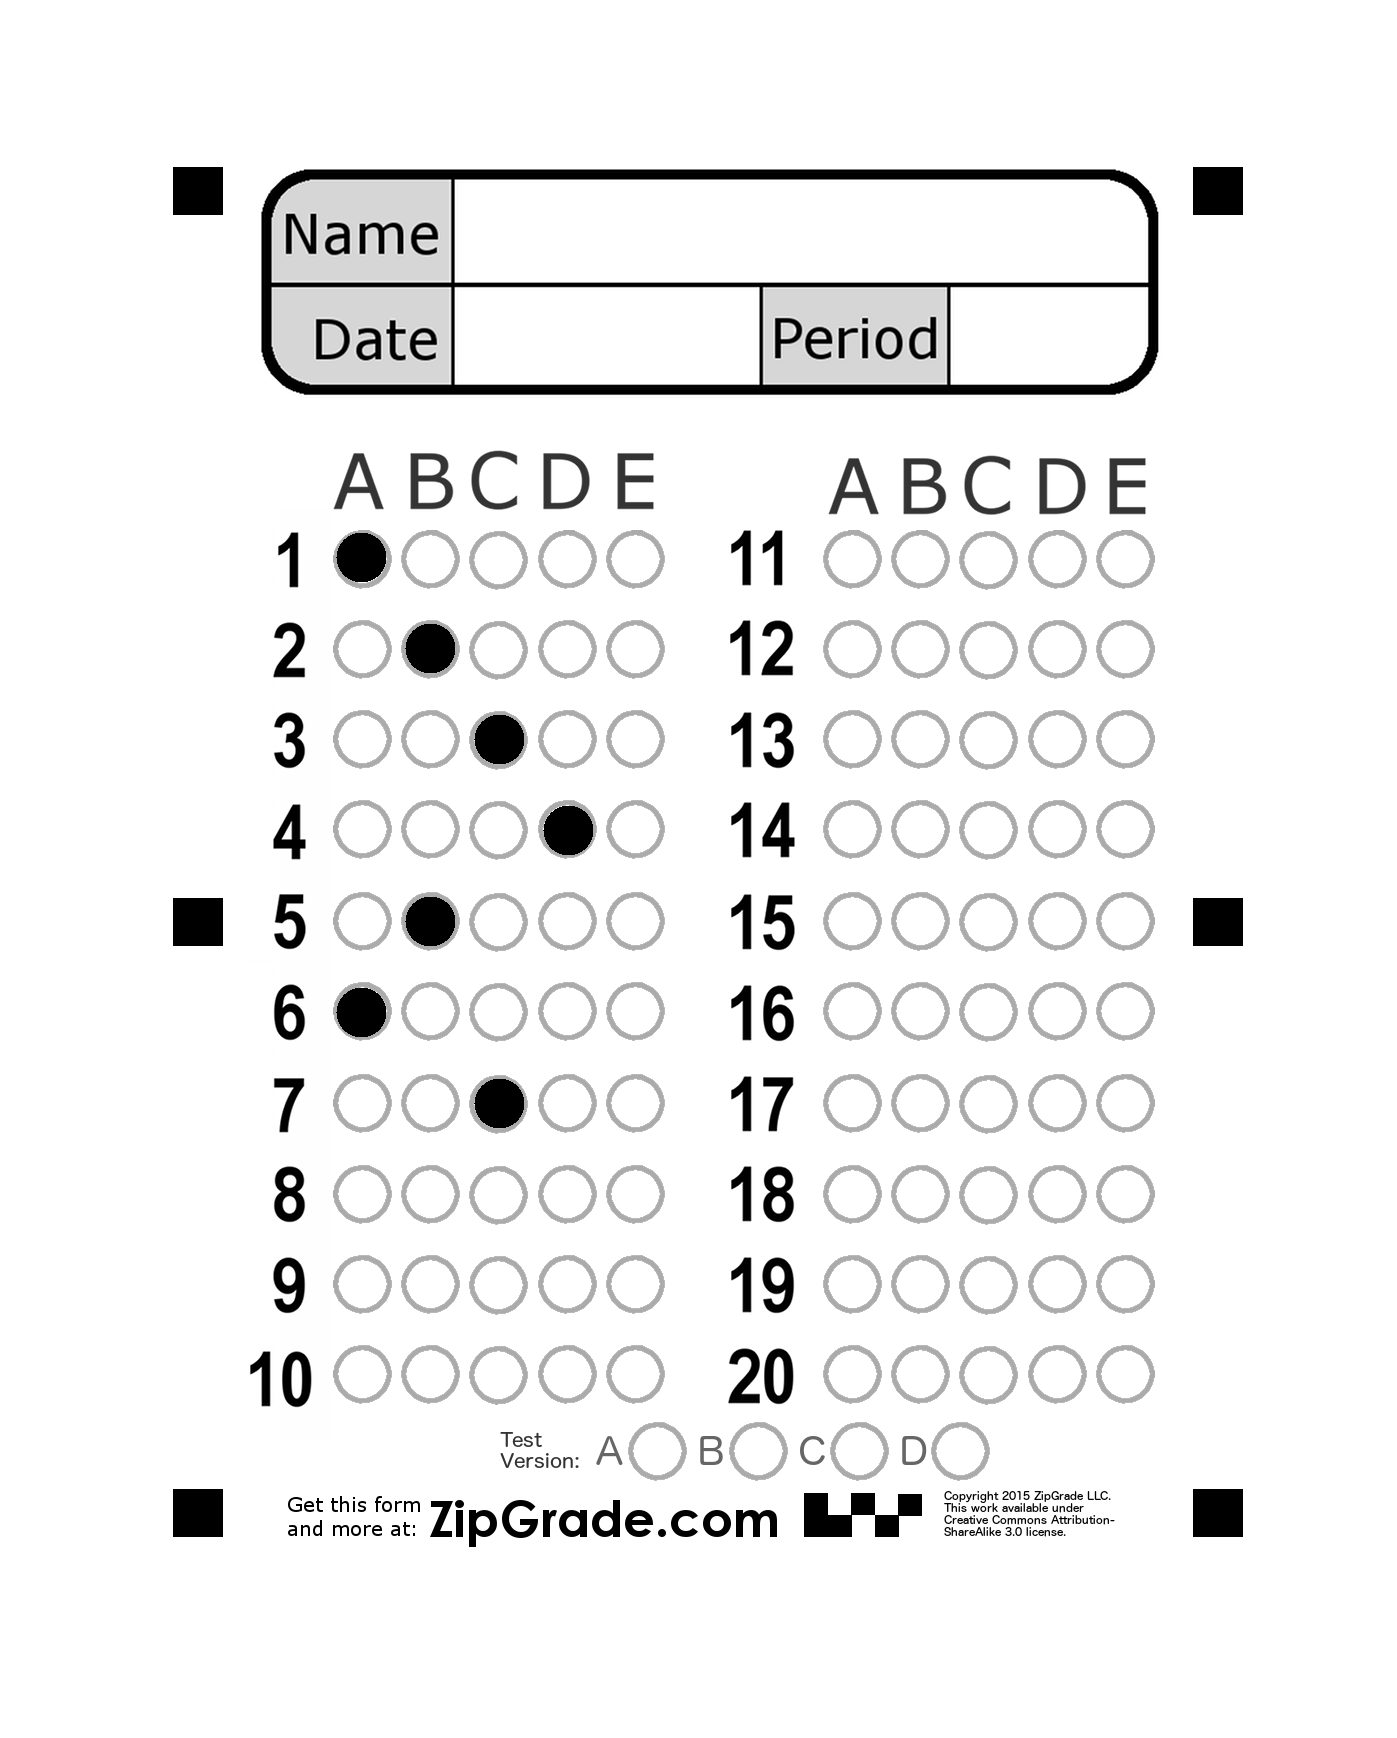 Name
Date Period
A B C D E A B C D E
1 11
2 12
3 13
4 14
5 15
6 16
7 17
8 18
9 19
10 20
Test
Version: A B C D
Get this form
and more at: ZipGrade.com
Copyright 2015 ZipGrade LLC.
This work available under
Creative Commons Attribution-
ShareAlike 3.0 license.